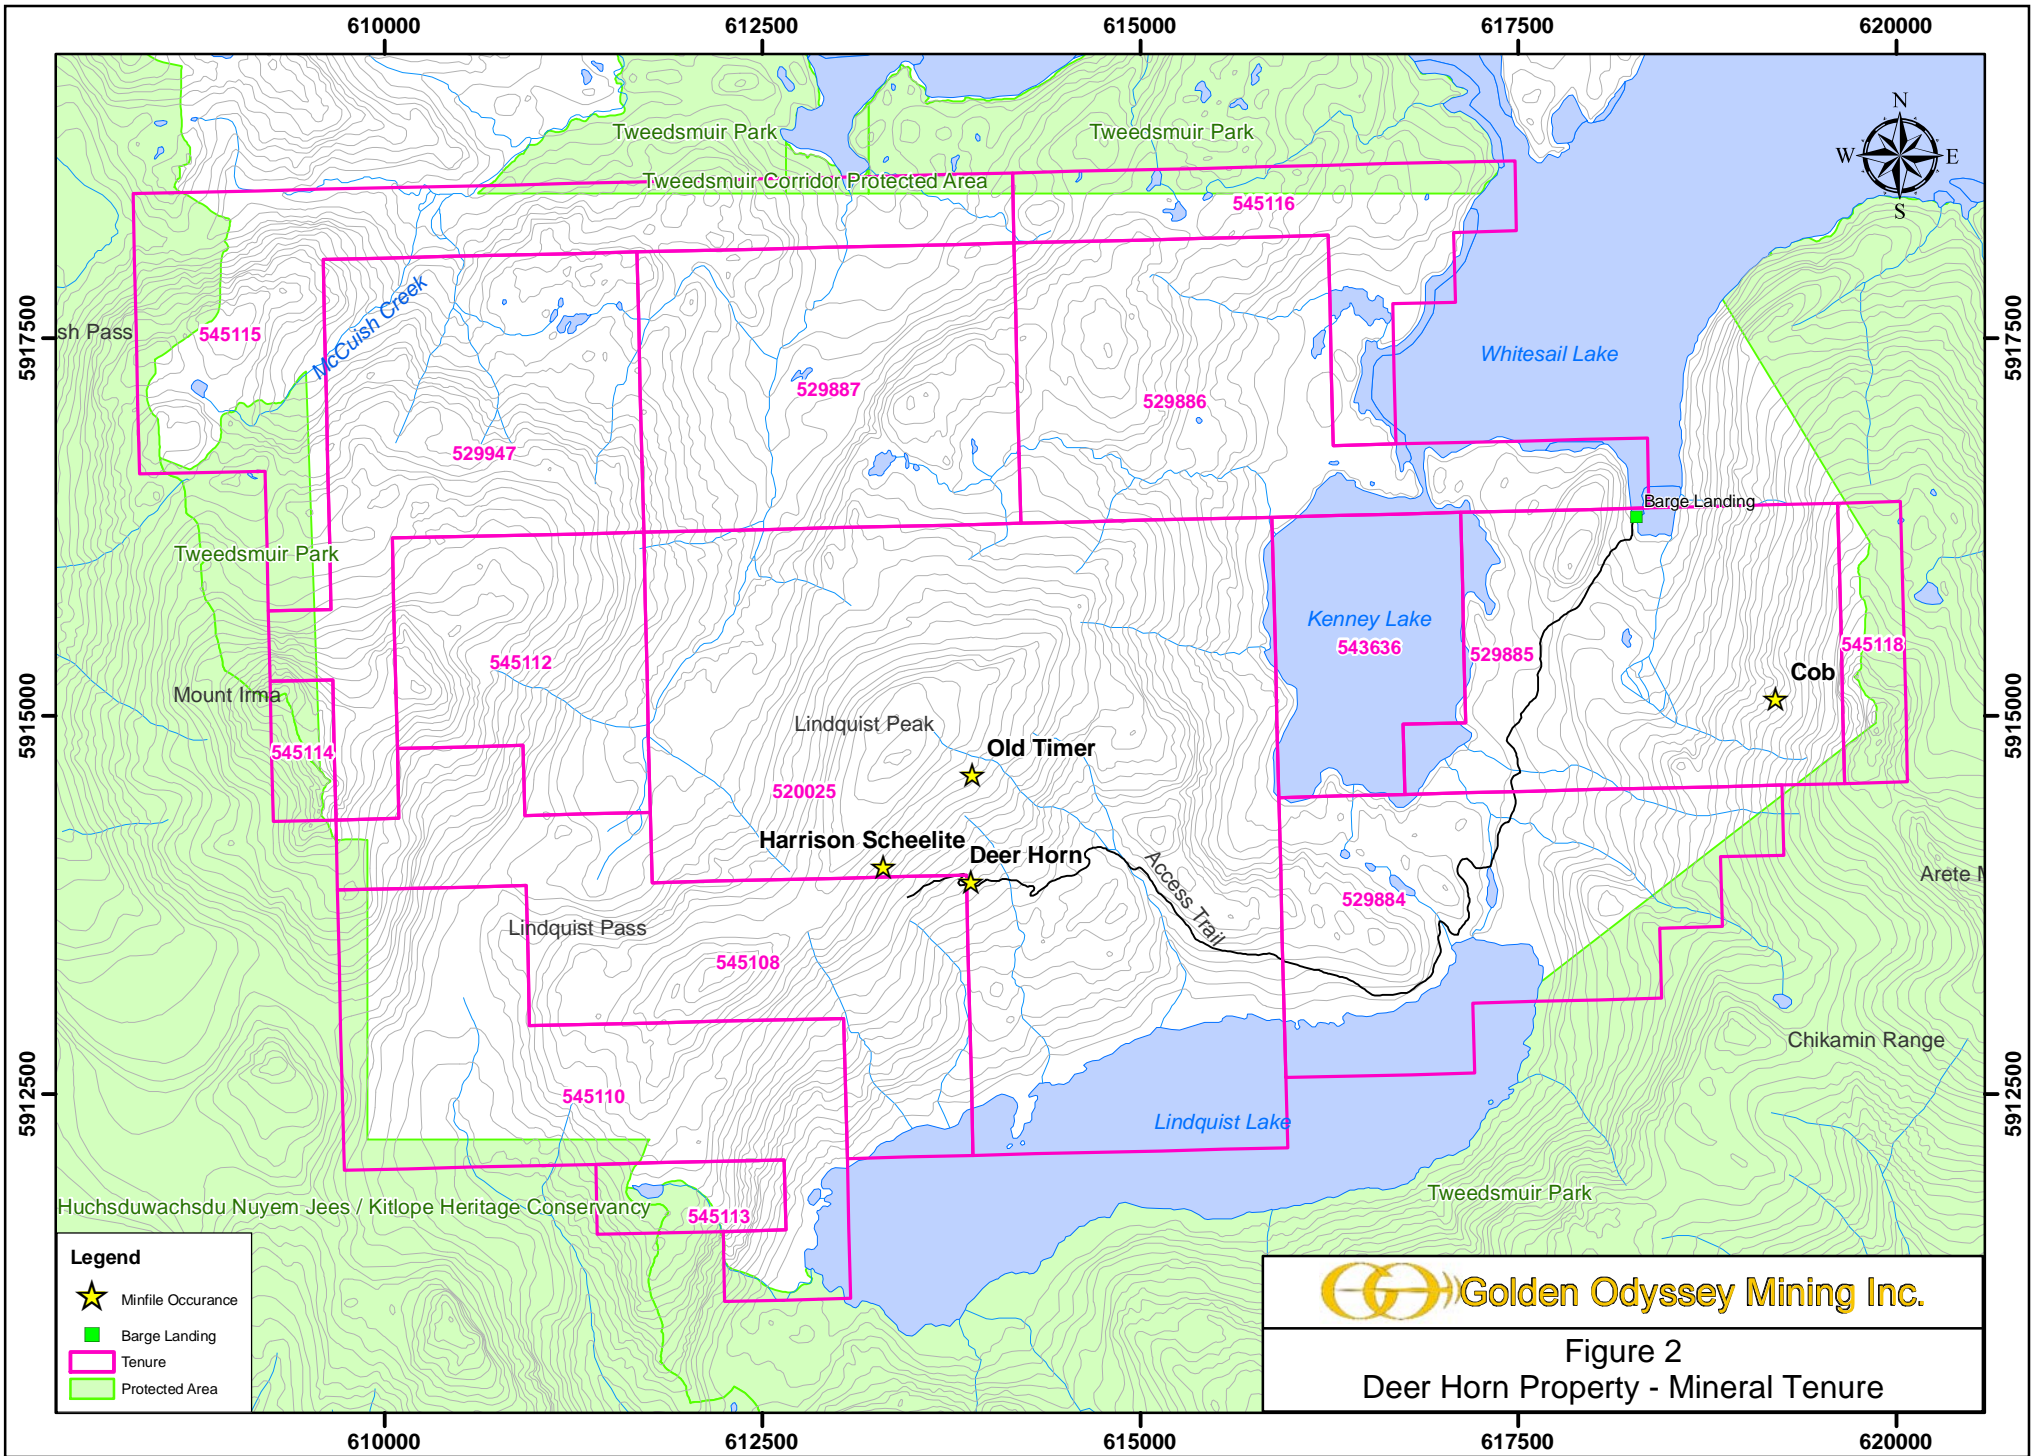 610000 612500 615000 617500 620000
Tweedsmuir Park Tweedsmuir Park
N
W E
S
Tweedsmuir Corridor Protected Area
545116
McCuish Creek
5917500 5917500
sh Pass 545115
Whitesail Lake
529887
529886
529947
Barge Landing
Tweedsmuir Park
Kenney Lake
543636
529885
545118
545112
Cob
Mount Irma
5915000 5915000
Lindquist Peak
Old Timer
545114
520025
Harrison Scheelite
Deer Horn
Access Trail
Arete M
529884
Lindquist Pass
545108
Chikamin Range
545110
5912500 5912500
Lindquist Lake
Tweedsmuir Park
Huchsduwachsdu Nuyem Jees / Kitlope Heritage Conservancy
545113
Legend
Minfile Occurance
Barge Landing
Tenure
Protected Area
Golden Odyssey Mining Inc.
Figure 2
Deer Horn Property - Mineral Tenure
610000 612500 615000 617500 620000